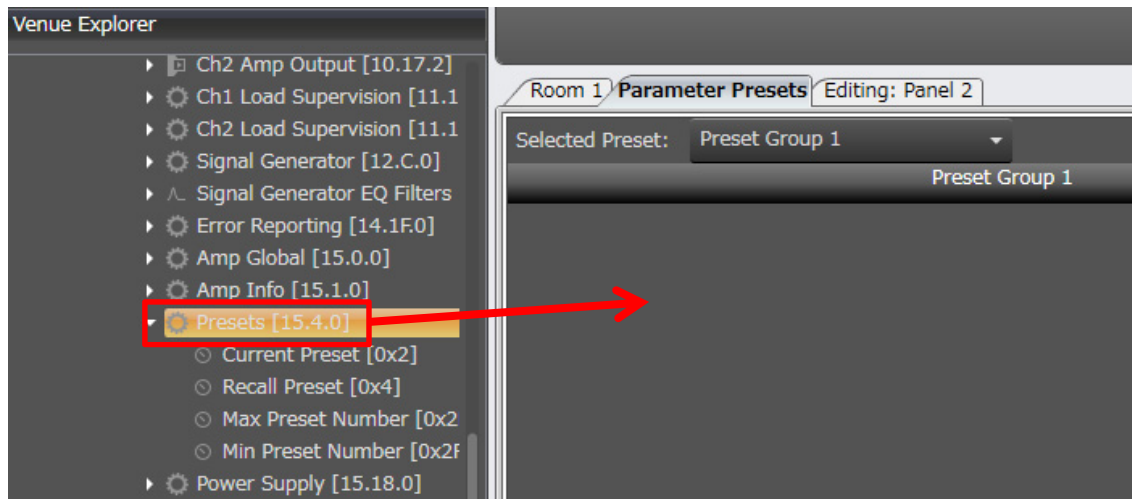 Venue Explorer
Ch2 Amp Output [10.17.2]
Ch1 Load Supervision [11.1
Ch2 Load Supervision [11.1
Signal Generator [12.C.0]
Signal Generator EQ Filters
Error Reporting [14.1F.0]
Amp Global [15.0.0]
Amp Info [15.1.0]
Presets [15.4.0]
Current Preset [0x2]
Recall Preset [0x4]
Max Preset Number [0x2
Min Preset Number [0x2F
Power Supply [15.18.0]
Room 1 Parameter Presets Editing: Panel 2
Selected Preset: Preset Group 1
Preset Group 1